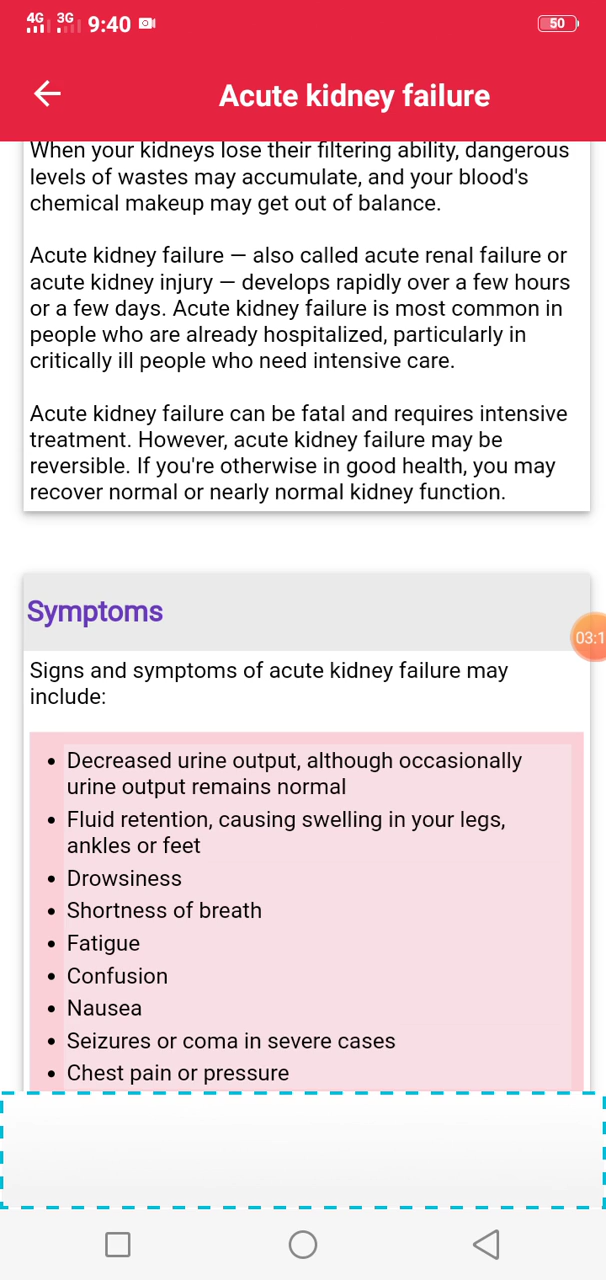 4G 3G 9:40 50
Acute kidney failure
When your kidneys lose their filtering ability, dangerous
levels of wastes may accumulate, and your blood's
chemical makeup may get out of balance.
Acute kidney failure — also called acute renal failure or
acute kidney injury — develops rapidly over a few hours
or a few days. Acute kidney failure is most common in
people who are already hospitalized, particularly in
critically ill people who need intensive care.
Acute kidney failure can be fatal and requires intensive
treatment. However, acute kidney failure may be
reversible. If you're otherwise in good health, you may
recover normal or nearly normal kidney function.
Symptoms
03:1
Signs and symptoms of acute kidney failure may
include:
• Decreased urine output, although occasionally
urine output remains normal
• Fluid retention, causing swelling in your legs,
ankles or feet
• Drowsiness
• Shortness of breath
• Fatigue
• Confusion
• Nausea
• Seizures or coma in severe cases
• Chest pain or pressure